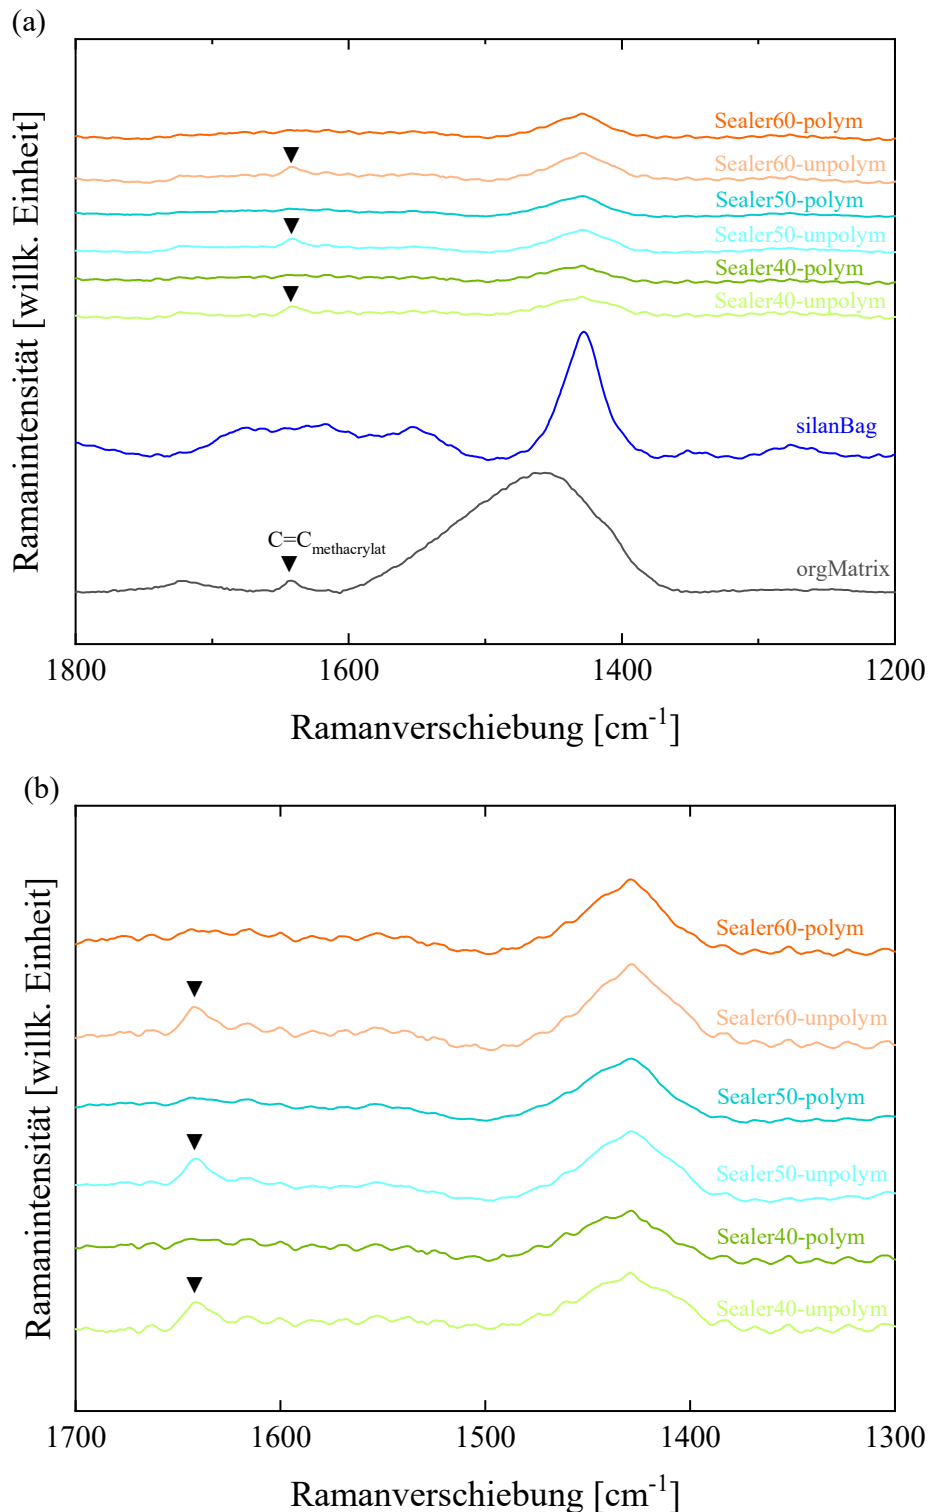 (a)
Ramanintensität [willk. Einheit]
Sealer60-polym
Sealer60-unpolym
Sealer50-polym
Sealer50-unpolym
Sealer40-polym
Sealer40-unpolym
silanBag
C=Cmethacrylat
orgMatrix
1800 1600 1400 1200
Ramanverschiebung [cm-1]
(b)
Ramanintensität [willk. Einheit]
Sealer60-polym
Sealer60-unpolym
Sealer50-polym
Sealer50-unpolym
Sealer40-polym
Sealer40-unpolym
1700 1600 1500 1400 1300
Ramanverschiebung [cm-1]